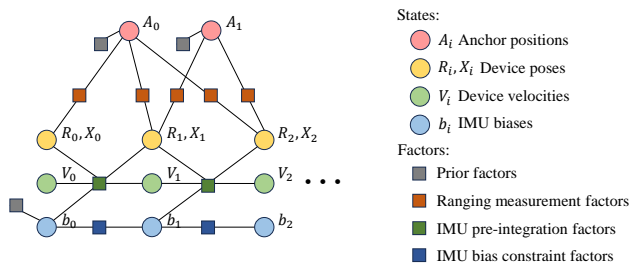 A₀
A₁
R₀, X₀
R₁, X₁
R₂, X₂
V₀
V₁
V₂
b₀
b₁
b₂
States:
Aᵢ Anchor positions
Rᵢ, Xᵢ Device poses
Vᵢ Device velocities
bᵢ IMU biases
Factors:
Prior factors
Ranging measurement factors
IMU pre-integration factors
IMU bias constraint factors